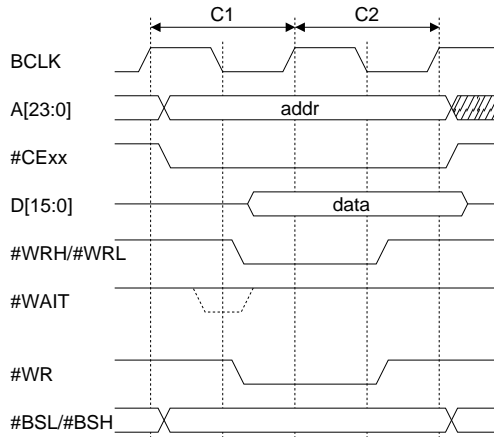 C1 C2
BCLK
A[23:0] addr
#CExx
D[15:0] data
#WRH/#WRL
#WAIT
#WR
#BSL/#BSH